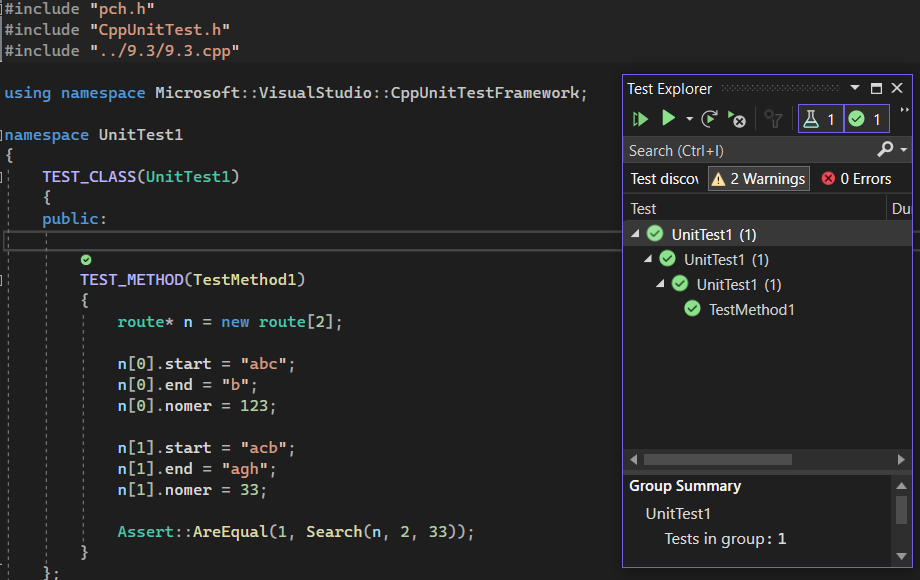 #include "pch.h"
#include "CppUnitTest.h"
#include "../9.3/9.3.cpp"
using namespace Microsoft::VisualStudio::CppUnitTestFramework;
namespace UnitTest1
{
TEST_CLASS(UnitTest1)
{
public:
TEST_METHOD(TestMethod1)
{
route* n = new route[2];
n[0].start = "abc";
n[0].end = "b";
n[0].nomer = 123;
n[1].start = "acb";
n[1].end = "agh";
n[1].nomer = 33;
Assert::AreEqual(1, Search(n, 2, 33));
}
};
Test Explorer
1 1
Search (Ctrl+I)
Test discov 2 Warnings 0 Errors
Test Du
UnitTest1 (1)
UnitTest1 (1)
UnitTest1 (1)
TestMethod1
Group Summary
UnitTest1
Tests in group: 1